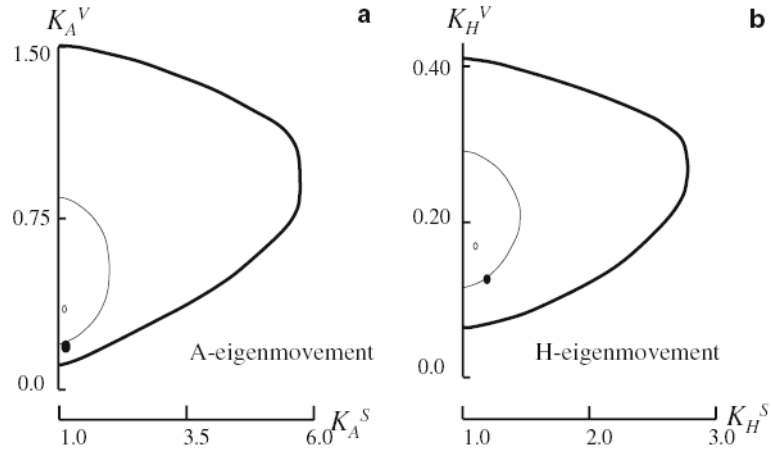 K_A^V
a
1.50
0.75
0.0
A-eigenmovement
1.0 3.5 6.0 K_A^S
K_H^V
b
0.40
0.20
0.0
H-eigenmovement
1.0 2.0 3.0 K_H^S